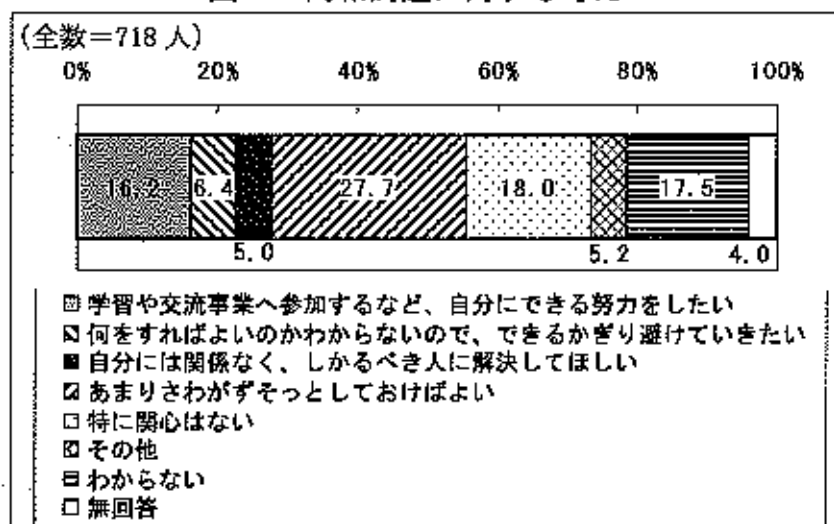 (全数=718 人)
0% 20% 40% 60% 80% 100%
16.2 6.4 27.7 18.0 17.5
5.0 5.2 4.0
学習や交流事業へ参加するなど、自分にできる努力をしたい
何をすればよいのかわからないので、できるかぎり避けていきたい
自分には関係なく、しかるべき人に解決してほしい
あまりさわがずそっとしておけばよい
特に関心はない
その他
わからない
無回答